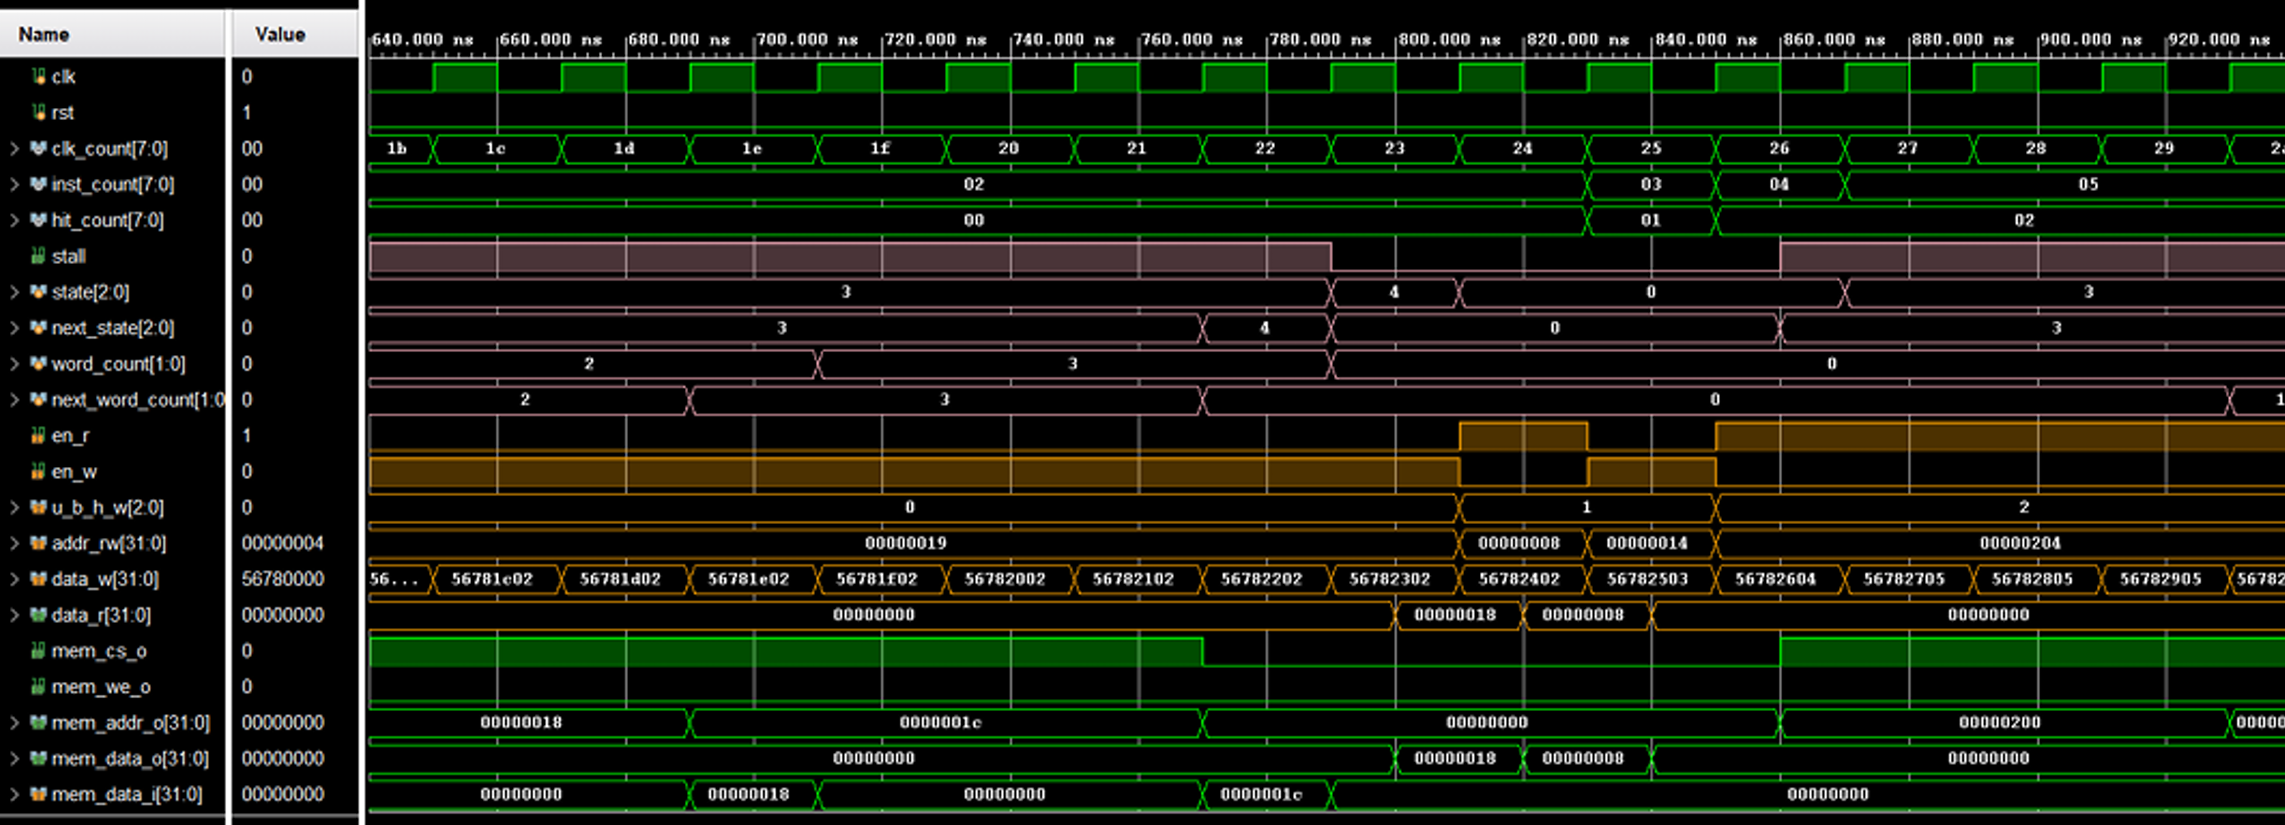 Name Value 640.000 ns 660.000 ns 680.000 ns 700.000 ns 720.000 ns 740.000 ns 760.000 ns 780.000 ns 800.000 ns 820.000 ns 840.000 ns 860.000 ns 880.000 ns 900.000 ns 920.000 ns
clk 0
rst 1
clk_count[7:0] 00 1b 1c 1d 1e 1f 20 21 22 23 24 25 26 27 28 29
inst_count[7:0] 00 02 03 04 05
hit_count[7:0] 00 00 01 02
stall 0
state[2:0] 0 3 4 0 3
next_state[2:0] 0 3 4 0 3
word_count[1:0] 0 2 3 0
next_word_count[1:0 0 2 3 0 1
en_r 1
en_w 0
u_b_h_w[2:0] 0 0 1 2
addr_rw[31:0] 00000004 00000019 00000008 00000014 00000204
data_w[31:0] 56780000 56... 56781c02 56781d02 56781e02 56781f02 56782002 56782102 56782202 56782302 56782402 56782503 56782604 56782705 56782805 56782905 56782
data_r[31:0] 00000000 00000000 00000018 00000008 00000000
mem_cs_o 0
mem_we_o 0
mem_addr_o[31:0] 00000000 00000018 0000001c 00000000 00000200 00000
mem_data_o[31:0] 00000000 00000000 00000018 00000008 00000000
mem_data_i[31:0] 00000000 00000000 00000018 00000000 0000001c 00000000